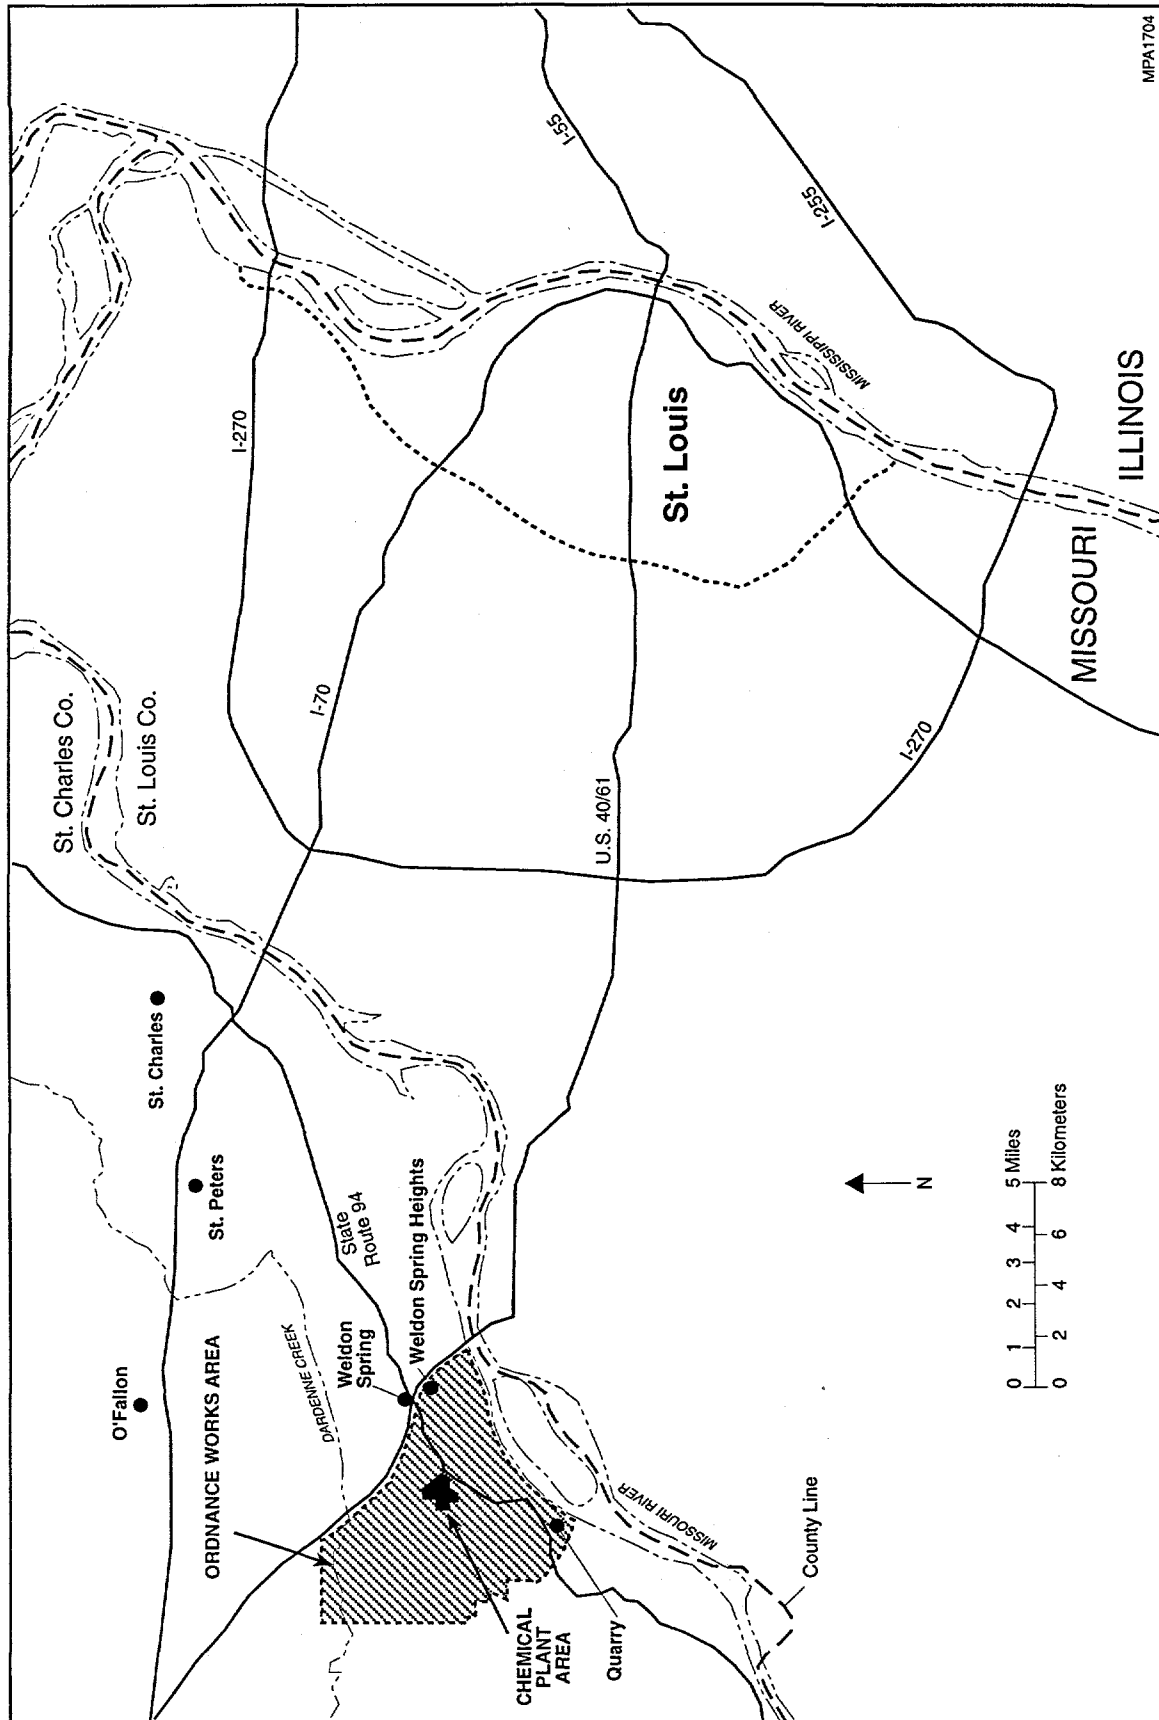 O'Fallon
St. Peters
St. Charles
St. Charles Co.
St. Louis Co.
ORDNANCE WORKS AREA
DARDENNE CREEK
Weldon
Spring
State
Route 94
Weldon Spring Heights
I-70
I-270
I-55
I-255
CHEMICAL
PLANT
AREA
Quarry
MISSOURI RIVER
County Line
U.S. 40/61
St. Louis
MISSISSIPPI RIVER
I-270
MISSOURI
ILLINOIS
N
0 1 2 3 4 5 Miles
0 2 4 6 8 Kilometers
MPA1704